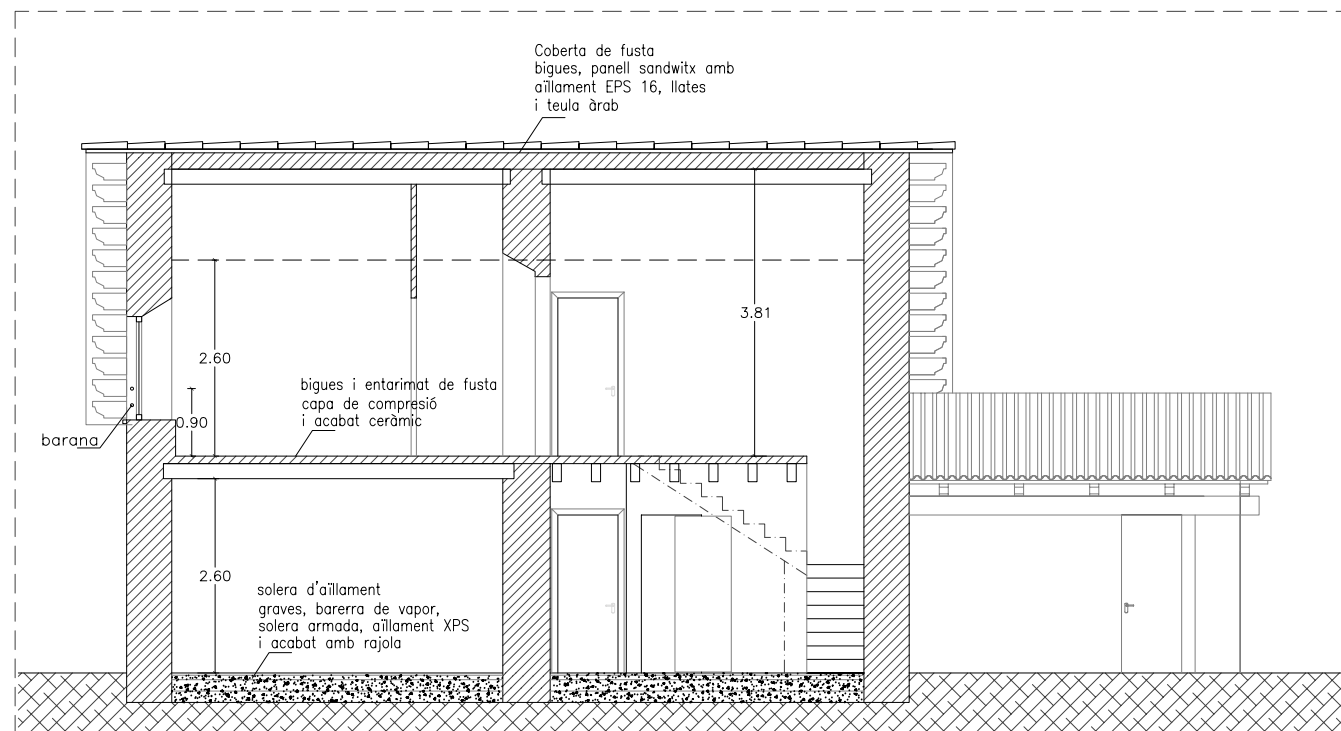 Coberta de fusta
bigues, panell sandwitx amb
aïllament EPS 16, llates
i teula àrab
3.81
2.60
bigues i entarimat de fusta
capa de compresió
i acabat ceràmic
0.90
barana
2.60
solera d'aïllament
graves, barerra de vapor,
solera armada, aïllament XPS
i acabat amb rajola